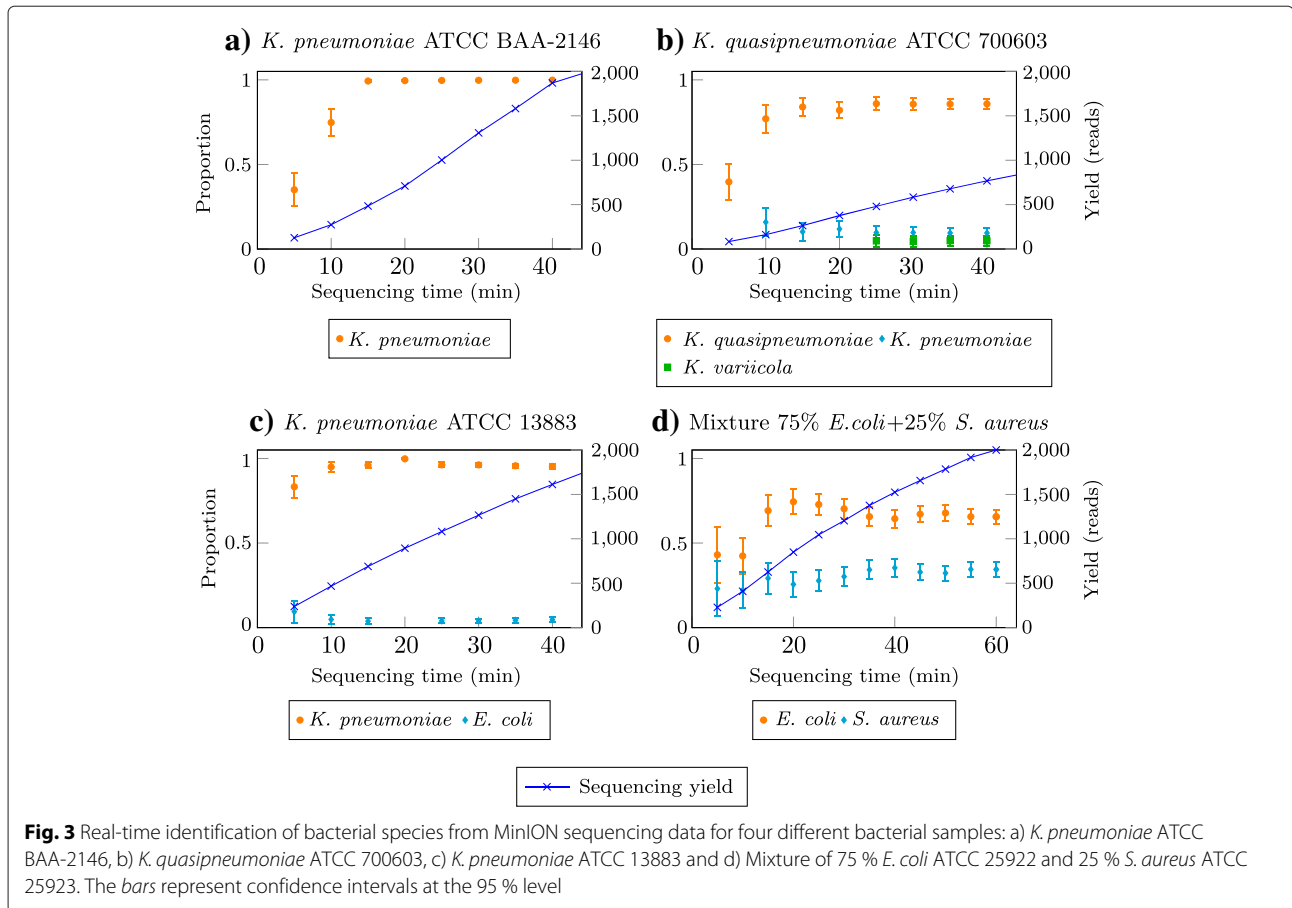 a) K. pneumoniae ATCC BAA-2146
1
0.5
0
Proportion
2,000
1,500
1,000
500
0
0 10 20 30 40
Sequencing time (min)
K. pneumoniae
b) K. quasipneumoniae ATCC 700603
1
0.5
0
2,000
1,500
1,000
500
0
Yield (reads)
0 10 20 30 40
Sequencing time (min)
K. quasipneumoniae K. pneumoniae
K. variicola
c) K. pneumoniae ATCC 13883
1
0.5
0
Proportion
2,000
1,500
1,000
500
0
0 10 20 30 40
Sequencing time (min)
K. pneumoniae E. coli
d) Mixture 75% E.coli+25% S. aureus
1
0.5
0
2,000
1,500
1,000
500
0
Yield (reads)
0 20 40 60
Sequencing time (min)
E. coli S. aureus
Sequencing yield
Fig. 3 Real-time identification of bacterial species from MinION sequencing data for four different bacterial samples: a) K. pneumoniae ATCC
BAA-2146, b) K. quasipneumoniae ATCC 700603, c) K. pneumoniae ATCC 13883 and d) Mixture of 75 % E. coli ATCC 25922 and 25 % S. aureus ATCC
25923. The bars represent confidence intervals at the 95 % level